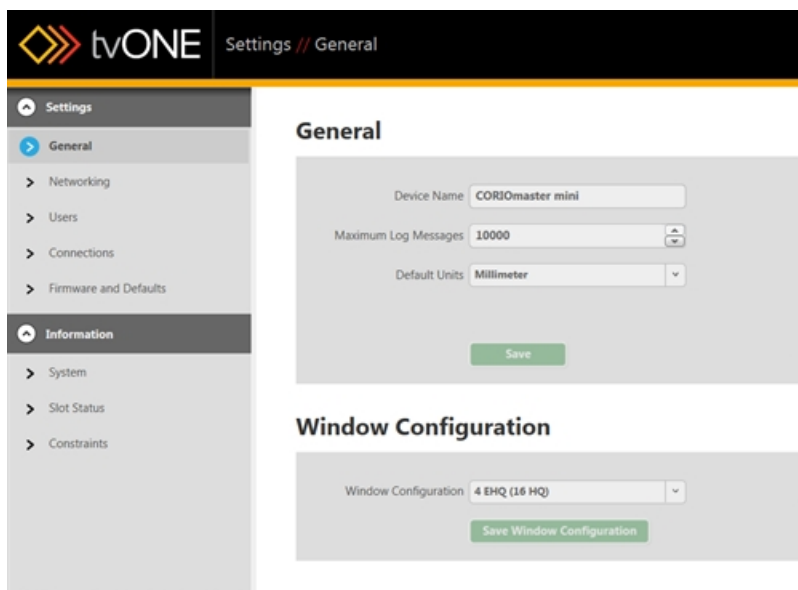 tvONE
Settings // General
Settings
General
Networking
Users
Connections
Firmware and Defaults
Information
System
Slot Status
Constraints
General
Device Name CORIOmaster mini
Maximum Log Messages 10000
Default Units Millimeter
Save
Window Configuration
Window Configuration 4 EHQ (16 HQ)
Save Window Configuration